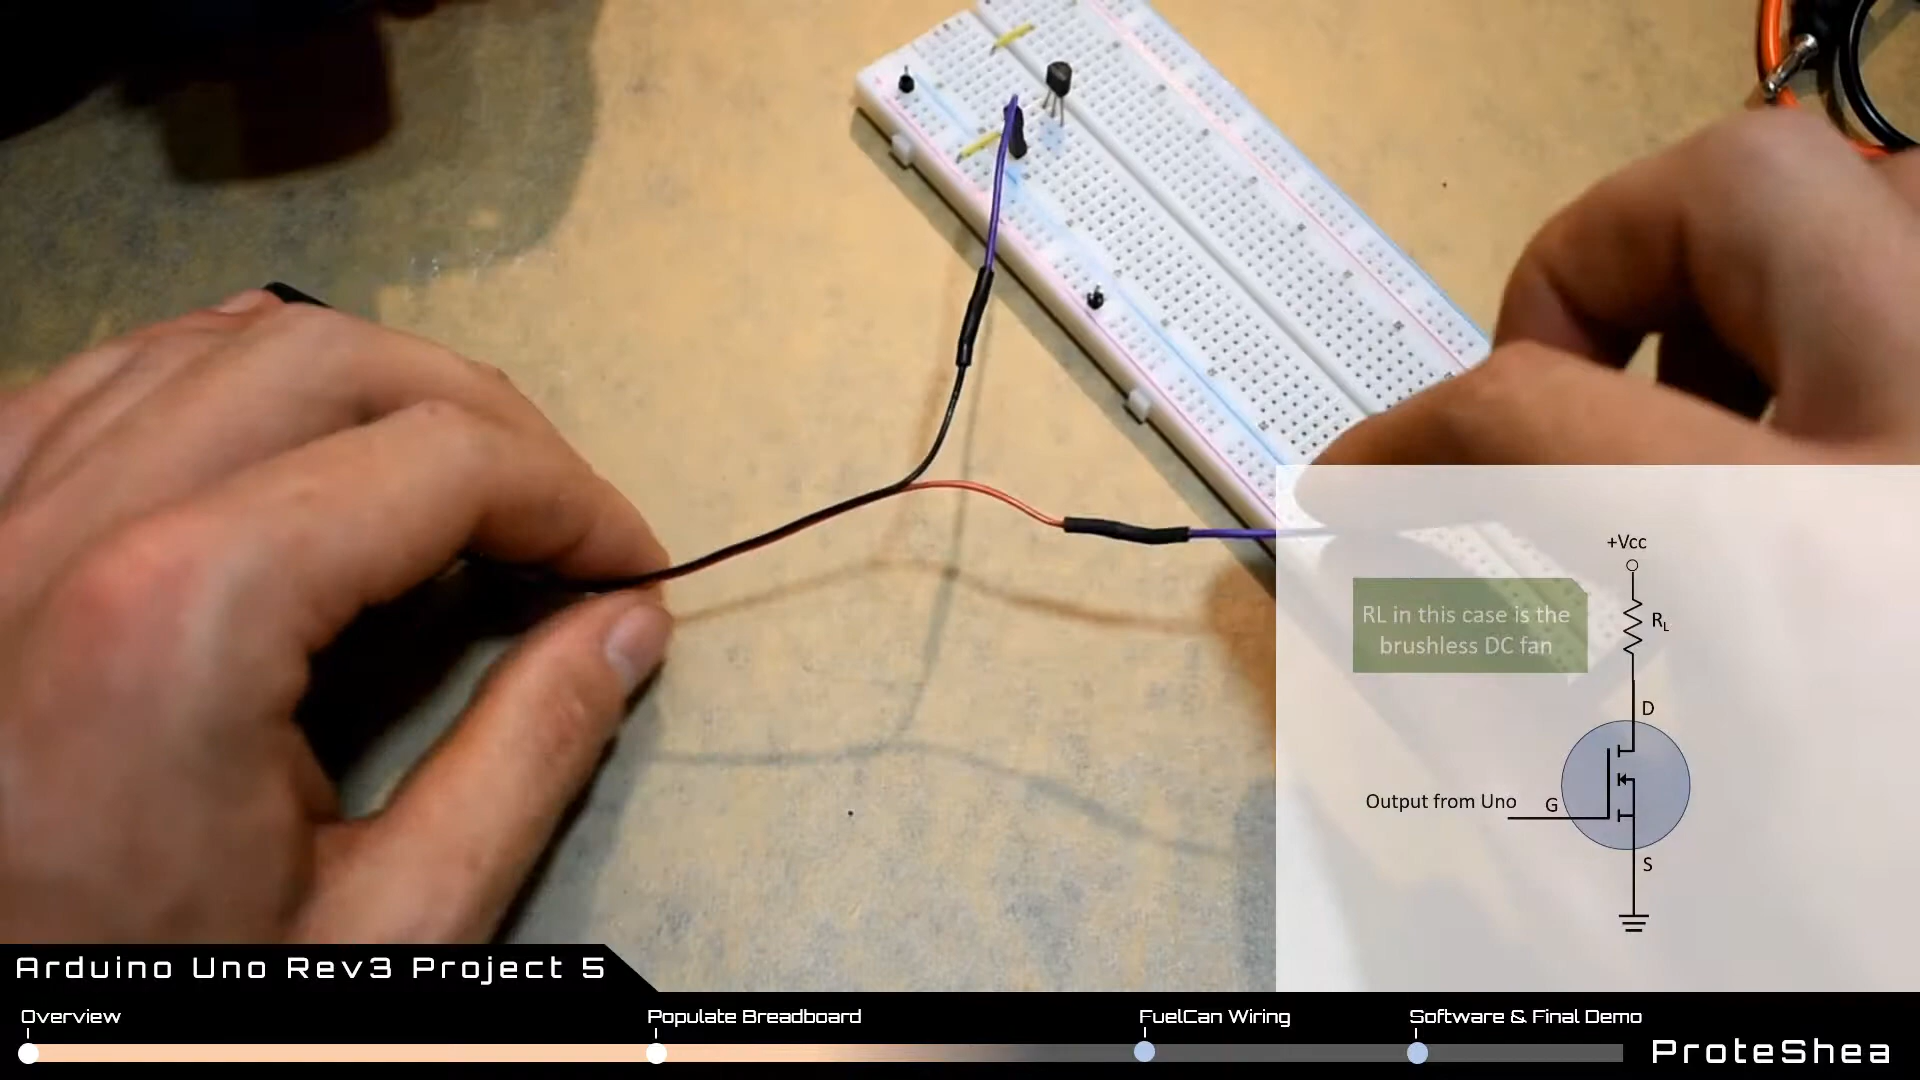 +Vcc
RL in this case is the
brushless DC fan
RL
D
Output from Uno
G
S
Arduino Uno Rev3 Project 5
Overview
Populate Breadboard
FuelCan Wiring
Software & Final Demo
ProteShea